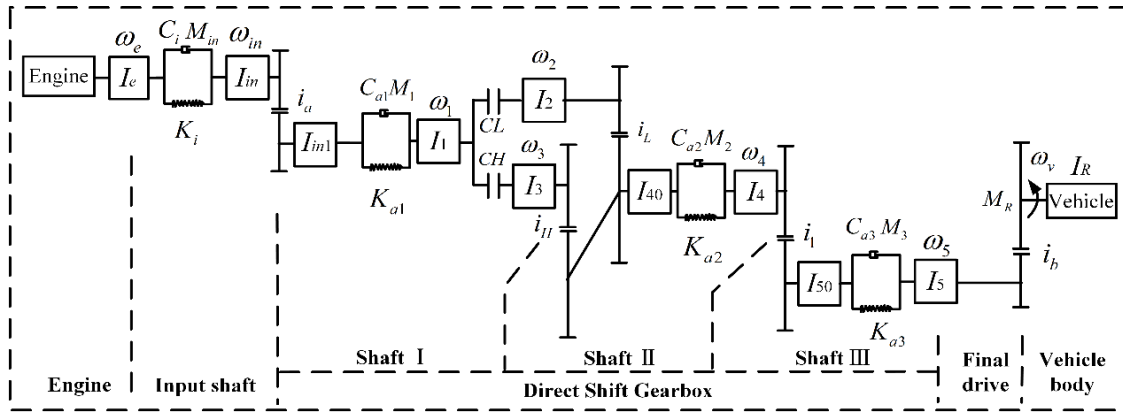 ω_e C_i M_in ω_in
Engine I_e I_in
K_i
i_a
C_a1 M_1 ω_1
I_in1 I_1
K_a1
CL
ω_2
I_2
CH
ω_3
I_3
i_H
i_L
C_a2 M_2 ω_4
I_40 I_4
K_a2
i_1
C_a3 M_3 ω_5
I_50 I_5
K_a3
ω_v I_R
M_R Vehicle
i_b
Shaft Ⅰ Shaft Ⅱ Shaft Ⅲ
Engine Input shaft Direct Shift Gearbox
Final drive
Vehicle body